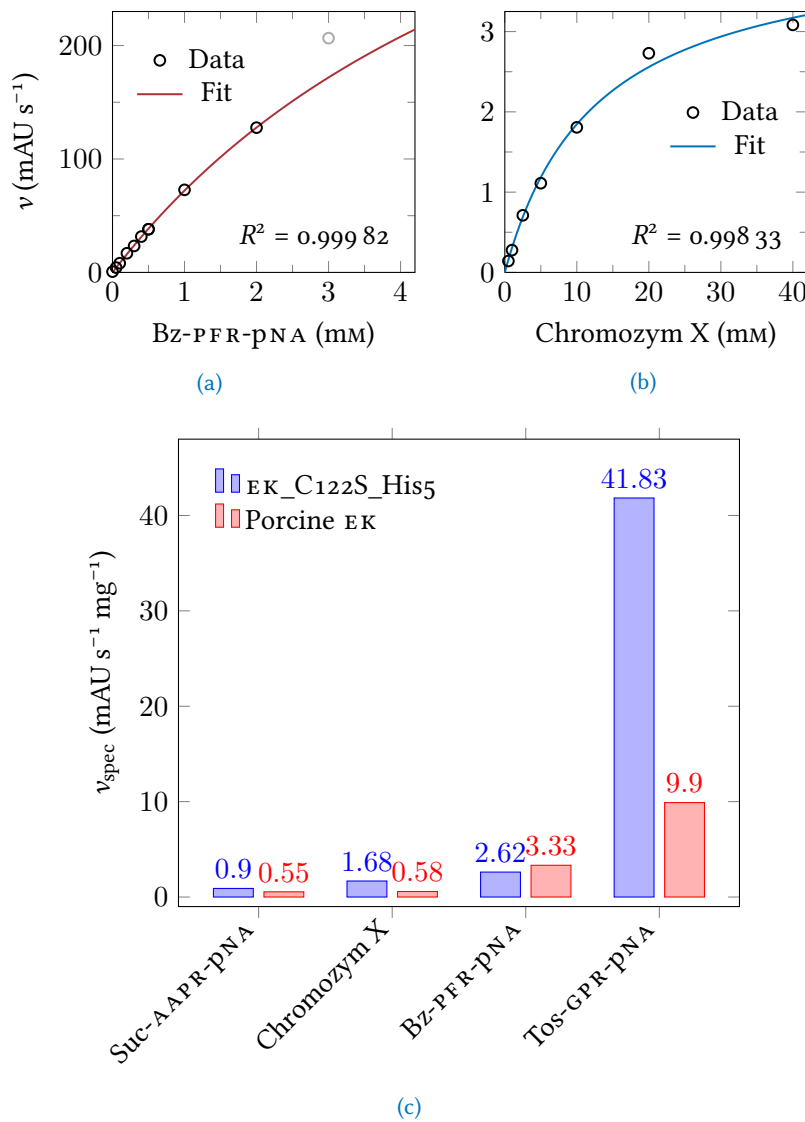 200
100
0
ν (mAU s⁻¹)
Data
Fit
R² = 0.999 82
0 1 2 3 4
Bz-PFR-pNA (mM)
(a)
3
2
1
0
Data
Fit
R² = 0.998 33
0 10 20 30 40
Chromozym X (mM)
(b)
EK_C122S_His5
Porcine EK
40
30
20
10
0
ν_spec (mAU s⁻¹ mg⁻¹)
0.9 0.55 1.68 0.58 2.62 3.33 41.83 9.9
Suc-AAPR-pNA
Chromozym X
Bz-PFR-pNA
Tos-GPR-pNA
(c)